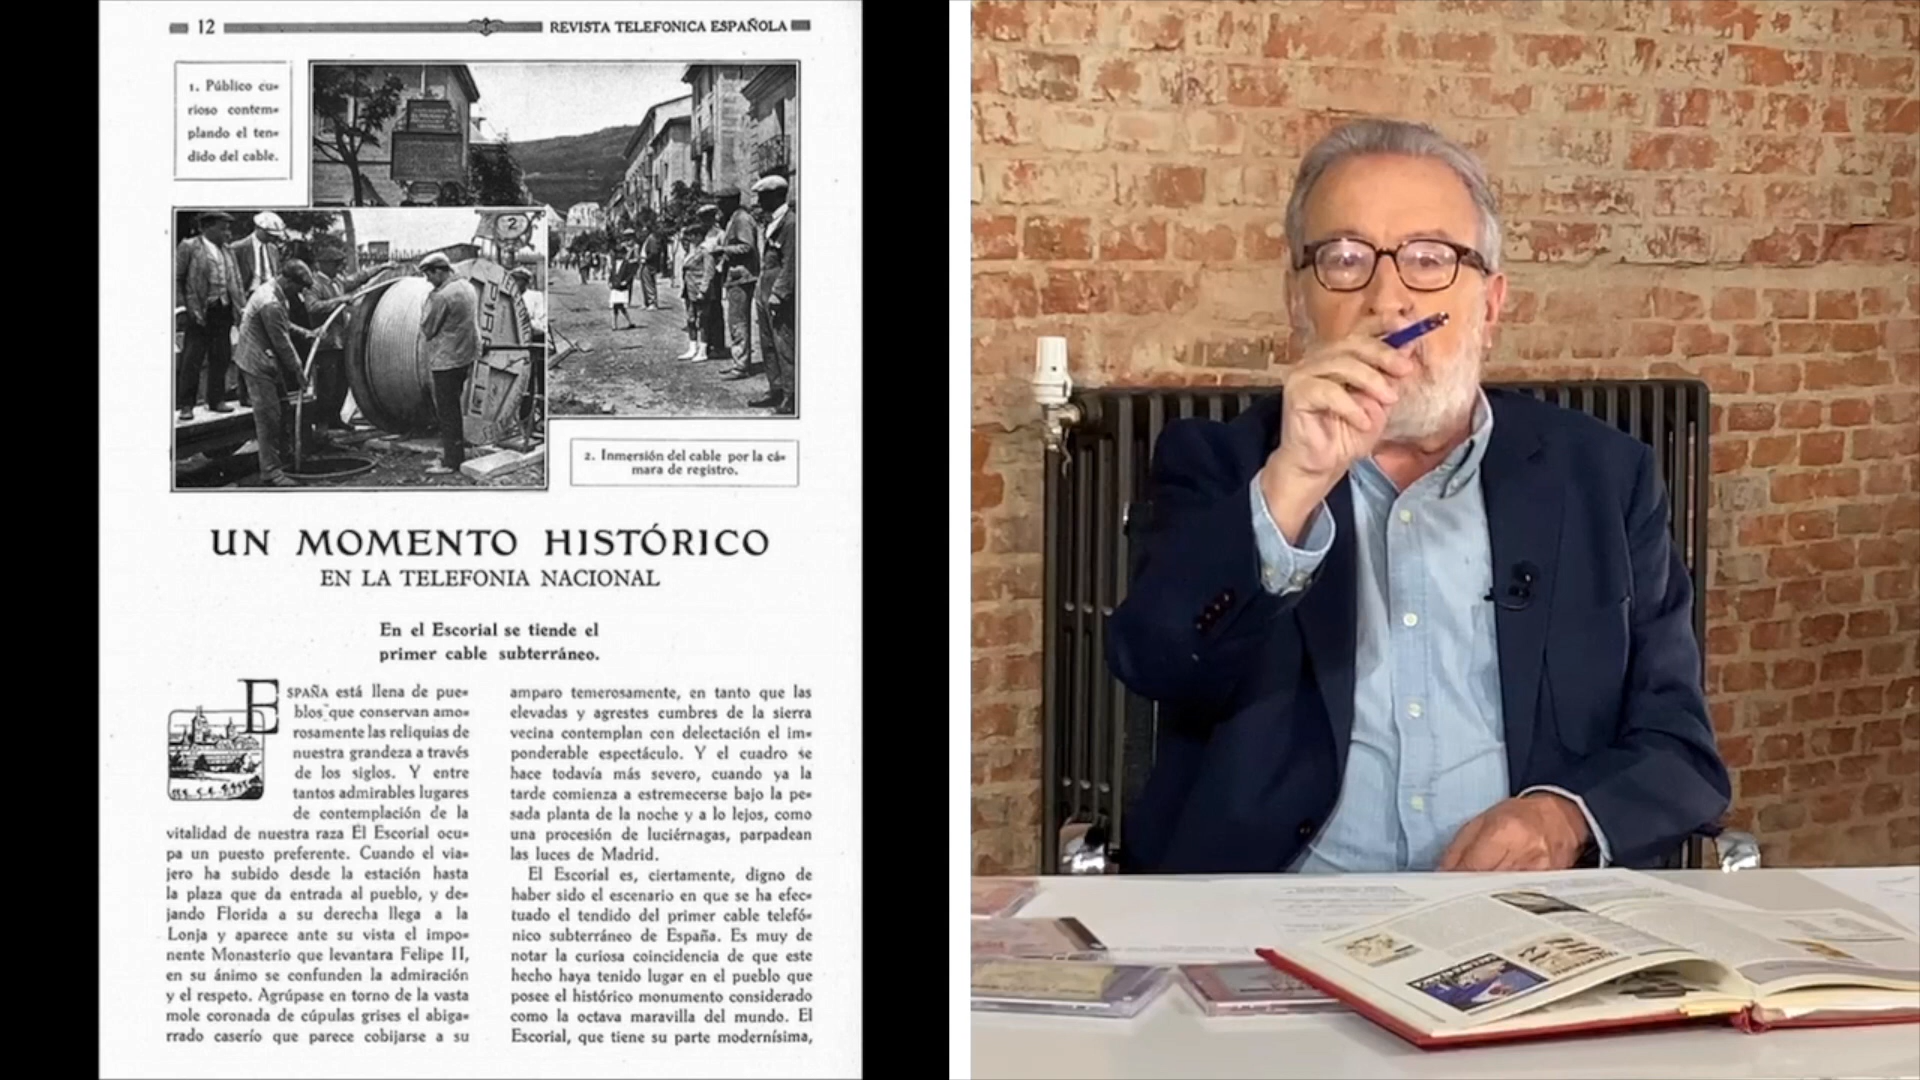 12
REVISTA TELEFONICA ESPAÑOLA
1. Público cu=
rioso contem=
plando el ten=
dido del cable.
2
2. Inmersión del cable por la cá=
mara de registro.
UN MOMENTO HISTÓRICO
EN LA TELEFONIA NACIONAL
En el Escorial se tiende el
primer cable subterráneo.
ESPAÑA está llena de pue=
blos que conservan amo=
rosamente las reliquias de
nuestra grandeza a través
de los siglos. Y entre
tantos admirables lugares
de contemplación de la
vitalidad de nuestra raza El Escorial ocu=
pa un puesto preferente. Cuando el via=
jero ha subido desde la estación hasta
la plaza que da entrada al pueblo, y de=
jando Florida a su derecha llega a la
Lonja y aparece ante su vista el impo=
nente Monasterio que levantara Felipe II,
en su ánimo se confunden la admiración
y el respeto. Agrúpase en torno de la vasta
mole coronada de cúpulas grises el abiga=
rrado caserío que parece cobijarse a su
amparo temerosamente, en tanto que las
elevadas y agrestes cumbres de la sierra
vecina contemplan con delectación el im=
ponderable espectáculo. Y el cuadro se
hace todavía más severo, cuando ya la
tarde comienza a estremecerse bajo la pe=
sada planta de la noche y a lo lejos, como
una procesión de luciérnagas, parpadean
las luces de Madrid.
El Escorial es, ciertamente, digno de
haber sido el escenario en que se ha efec=
tuado el tendido del primer cable telefó=
nico subterráneo de España. Es muy de
notar la curiosa coincidencia de que este
hecho haya tenido lugar en el pueblo que
posee el histórico monumento considerado
como la octava maravilla del mundo. El
Escorial, que tiene su parte modernísima,